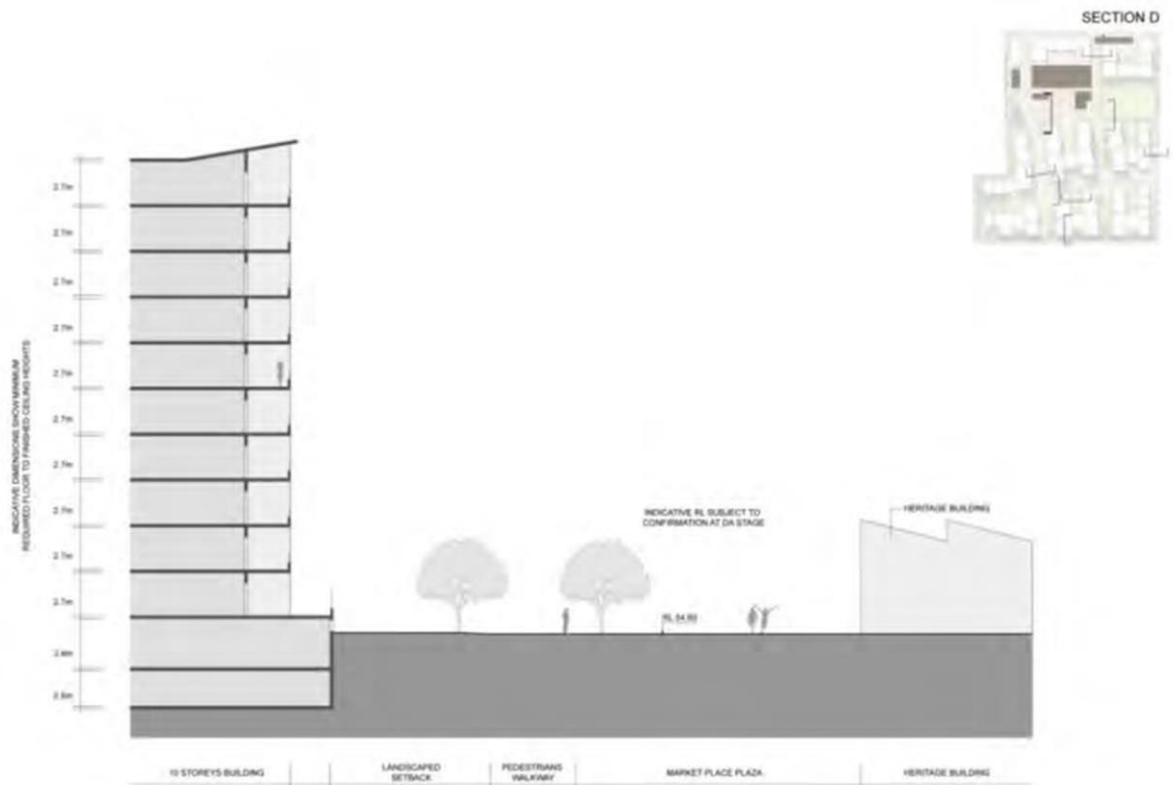 SECTION D
2.7m
2.7m
2.7m
2.7m
2.7m
2.7m
2.7m
2.7m
2.7m
2.7m
INDICATIVE DIMENSIONS SHOW MINIMUM
REQUIRED FLOOR TO FINISHED CEILING HEIGHTS
INDICATIVE RL SUBJECT TO
CONFIRMATION AT DA STAGE
HERITAGE BUILDING
10 STOREYS BUILDING
LANDSCAPED
SETBACK
PEDESTRIANS
WALKWAY
MARKET PLACE PLAZA
HERITAGE BUILDING